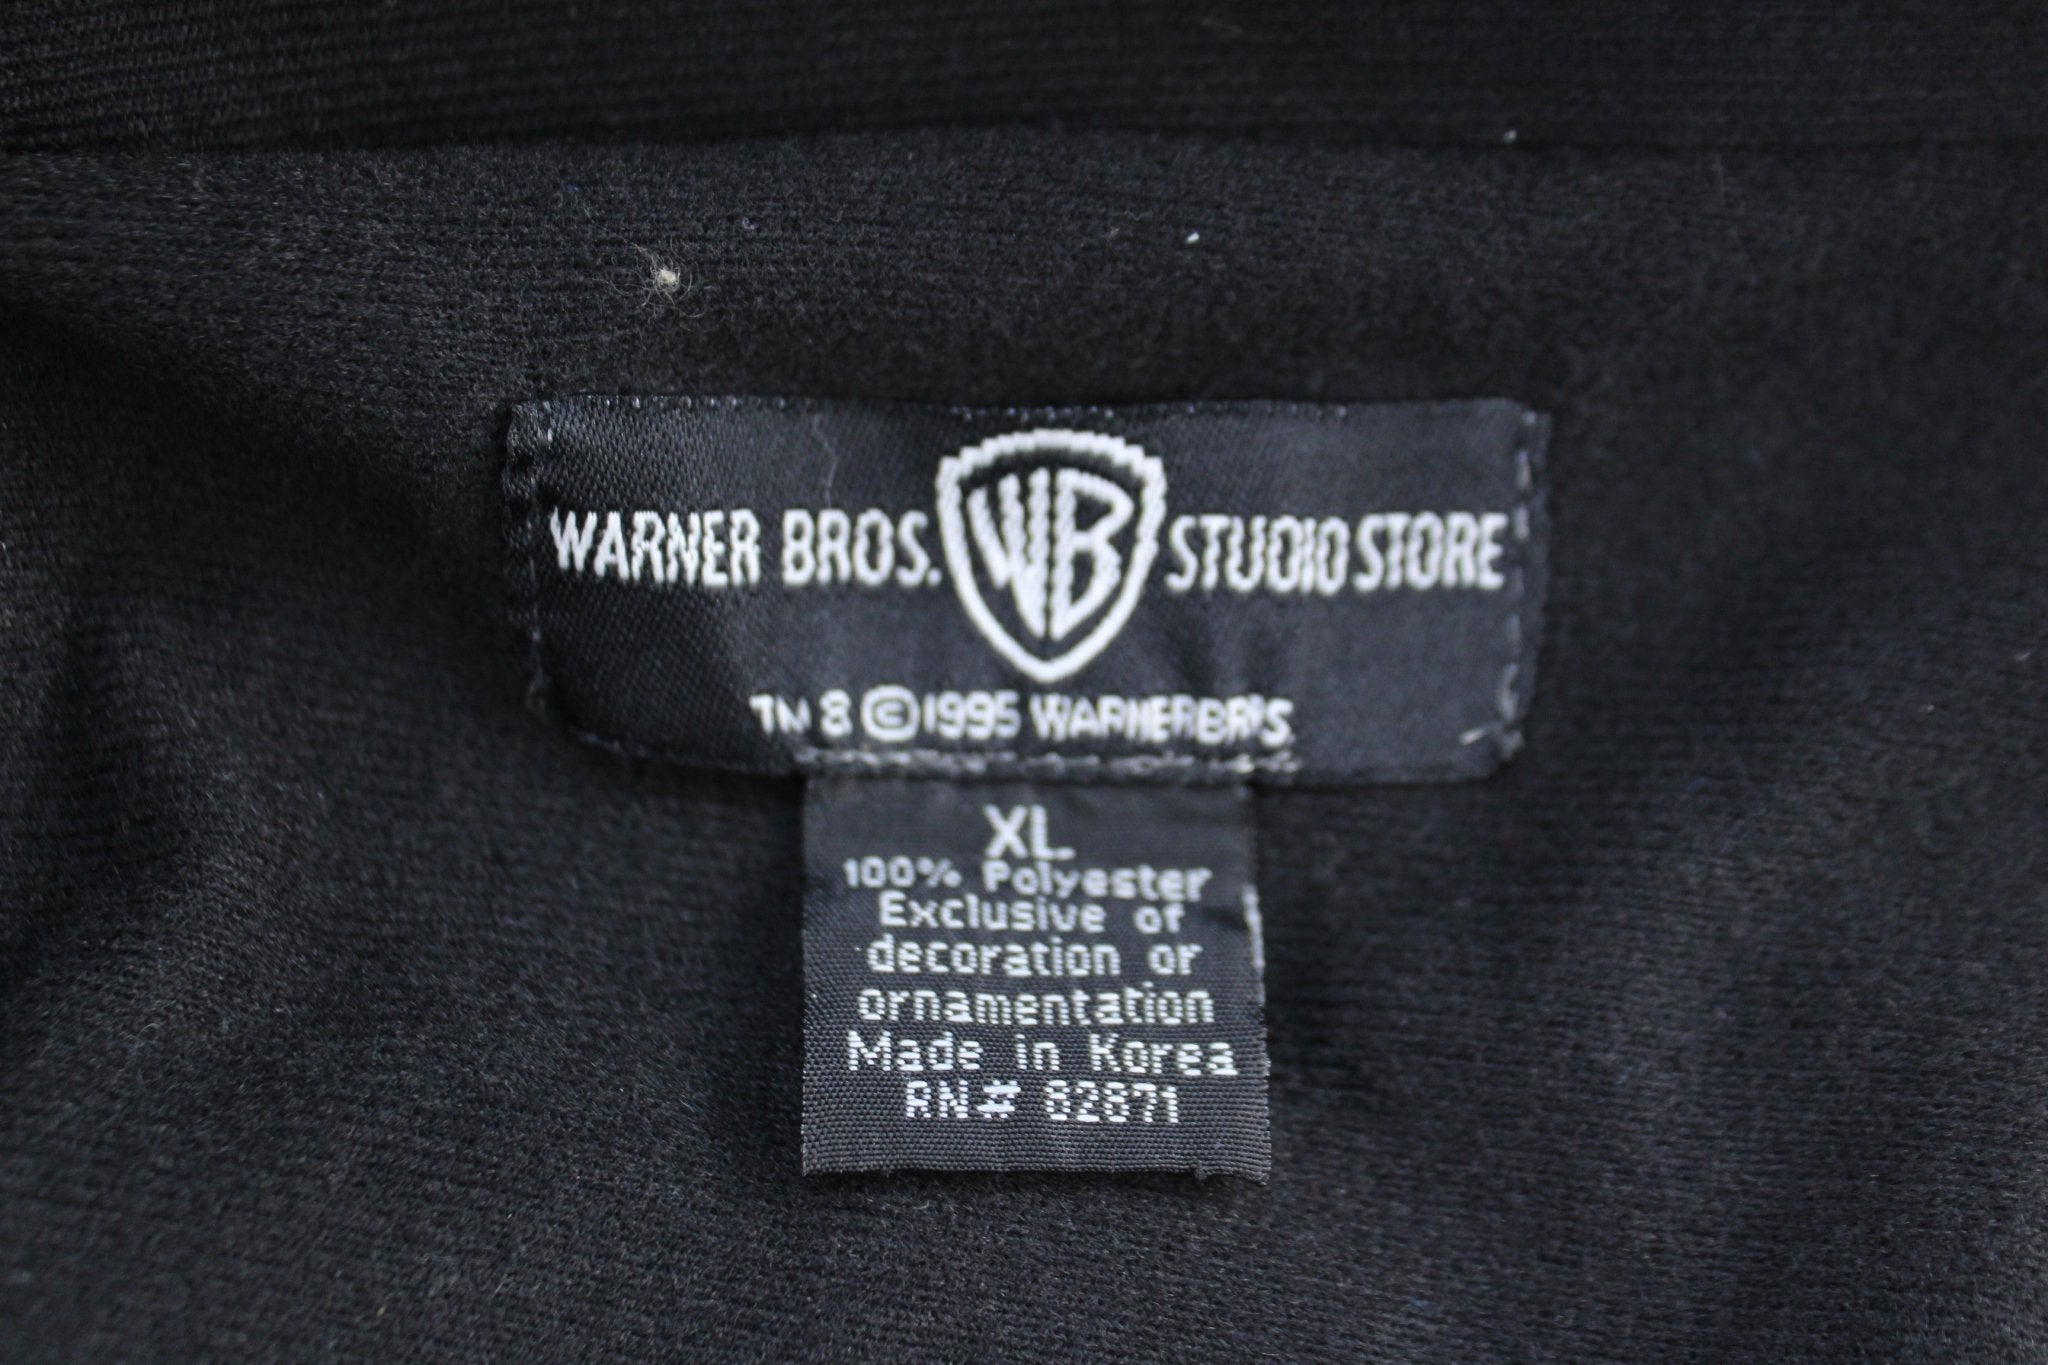 WARNER BROS. WB STUDIO STORE
TM & ©1995 WARNER BR'S.
XL
100% Polyester
Exclusive of
decoration or
ornamentation
Made in Korea
RN# 82871